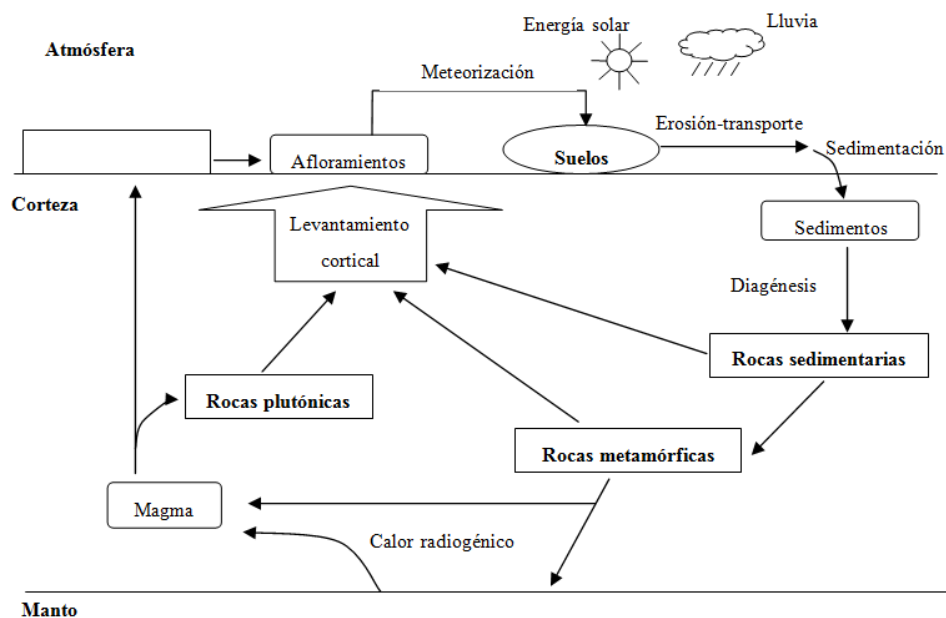 Energía solar
Lluvia
Atmósfera
Meteorización
Erosión-transporte
Afloramientos
Suelos
Sedimentación
Corteza
Levantamiento
cortical
Sedimentos
Diagénesis
Rocas sedimentarias
Rocas plutónicas
Rocas metamórficas
Magma
Calor radiogénico
Manto